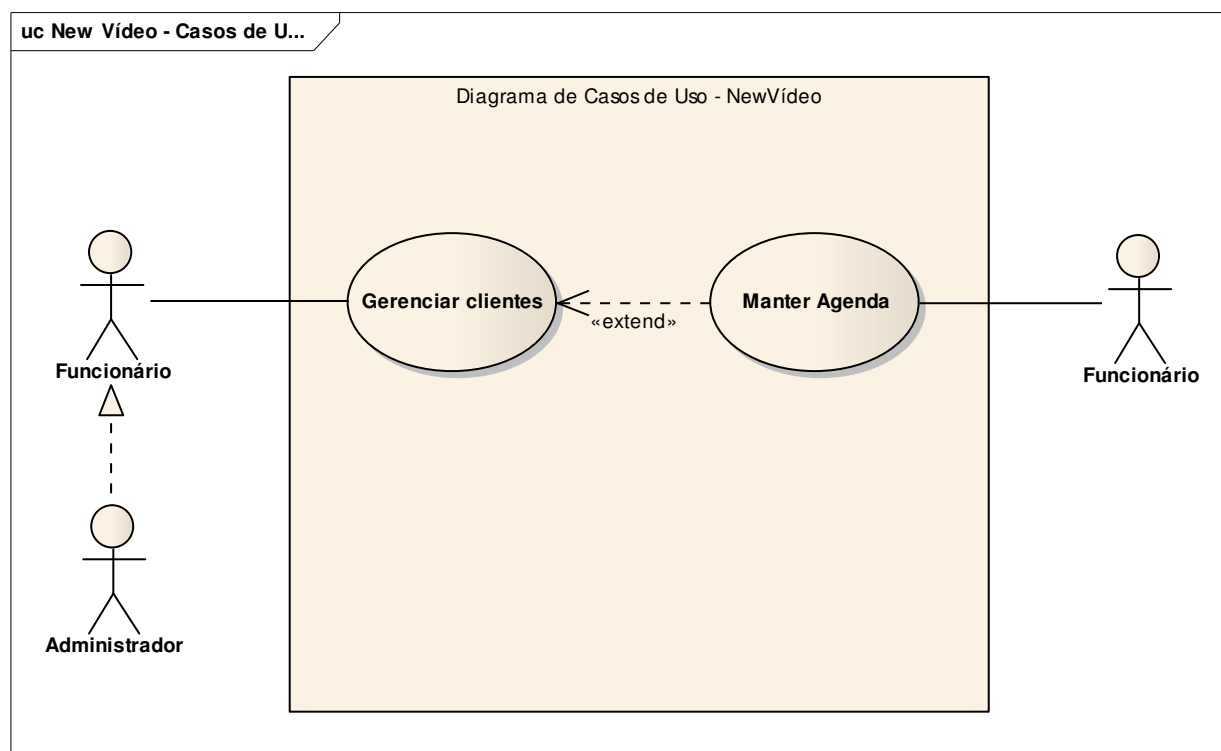 uc New Vídeo - Casos de U...
Diagrama de Casos de Uso - NewVídeo
Funcionário
Gerenciar clientes
«extend»
Manter Agenda
Funcionário
Administrador